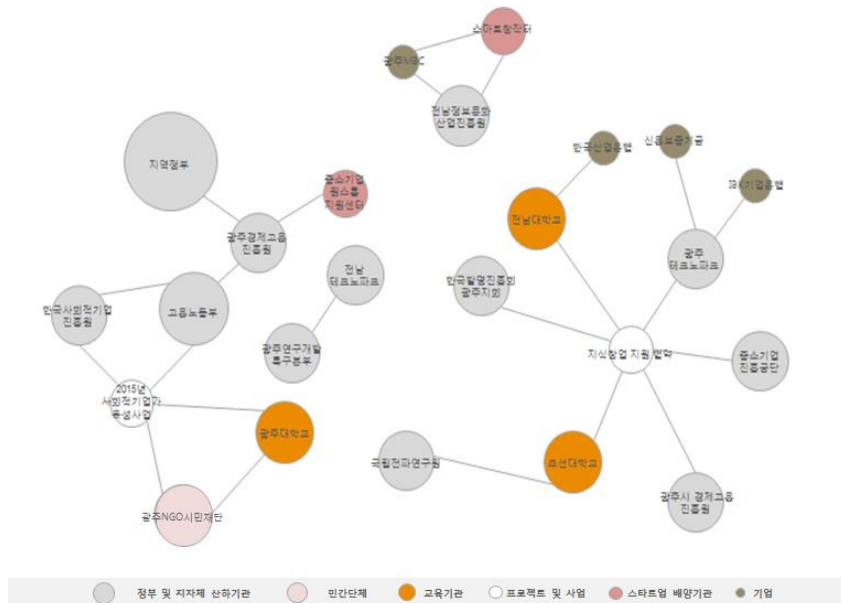 스마트창작터
광주MBC
전남정보문화
산업진흥원
지역정부
중소기업
원스톱
지원센터
광주경제고용
진흥원
한국산업은행
신용보증기금
IBK기업은행
전남대학교
광주
테크노파크
전남
테크노파크
한국발명진흥회
광주지회
한국사회적기업
진흥원
고용노동부
광주연구개발
특구본부
지식창업 지원 협약
중소기업
진흥공단
2015년
사회적기업가
육성사업
광주대학교
국립전파연구원
조선대학교
광주시 경제고용
진흥원
광주NGO시민재단
정부 및 지자체 산하기관
민간단체
교육기관
프로젝트 및 사업
스타트업 배양기관
기업